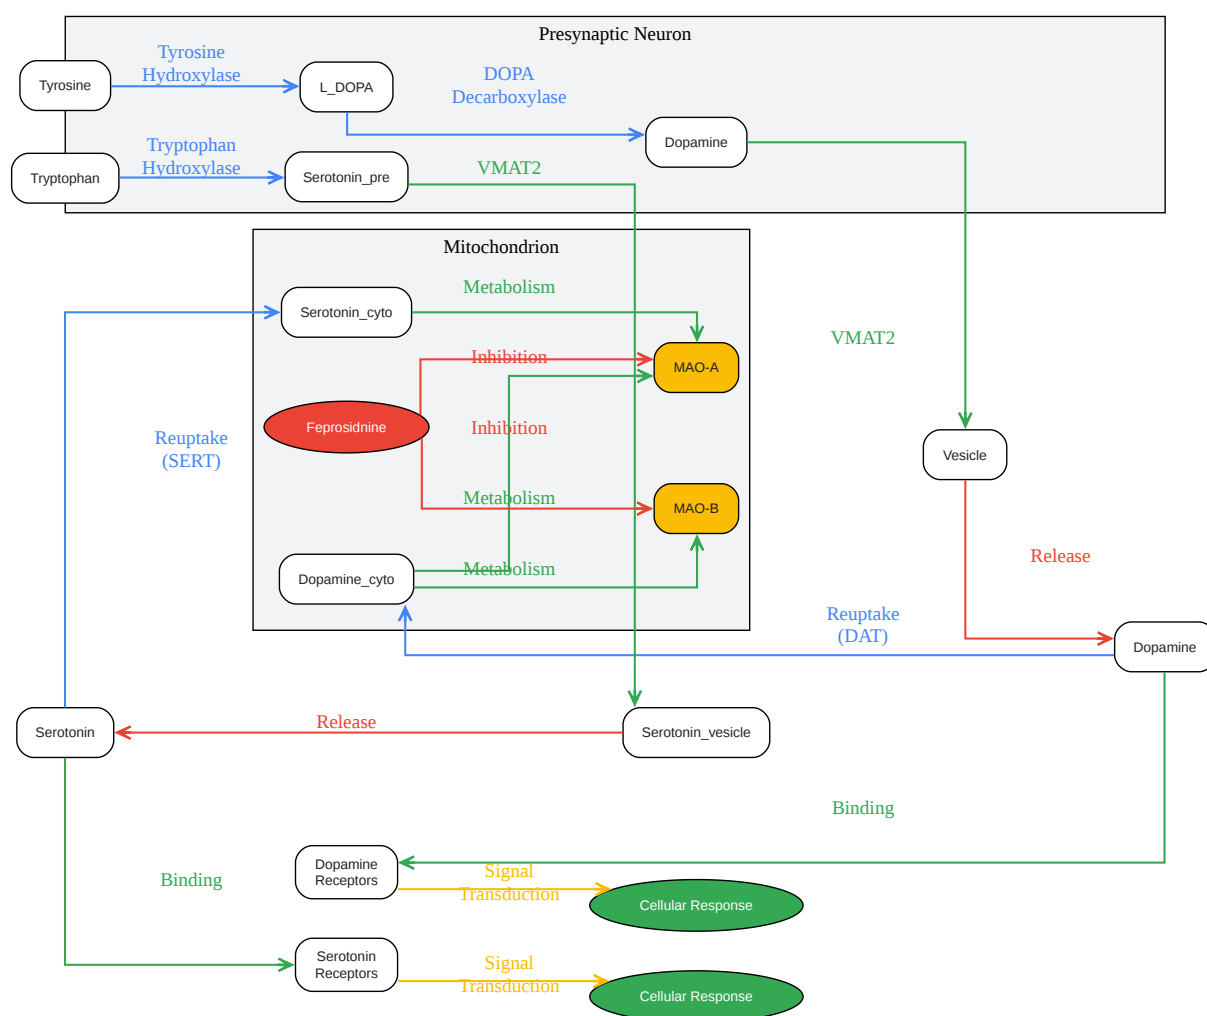 Presynaptic Neuron
Tyrosine
Hydroxylase
Tyrosine
L_DOPA
DOPA
Decarboxylase
Dopamine
Tryptophan
Hydroxylase
Tryptophan
Serotonin_pre
VMAT2
Mitochondrion
Serotonin_cyto
Metabolism
Inhibition
MAO-A
VMAT2
Feprosidnine
Inhibition
Reuptake
(SERT)
Vesicle
Metabolism
MAO-B
Release
Dopamine_cyto
Metabolism
Reuptake
(DAT)
Dopamine
Serotonin
Release
Serotonin_vesicle
Binding
Binding
Dopamine
Receptors
Signal
Transduction
Cellular Response
Serotonin
Receptors
Signal
Transduction
Cellular Response